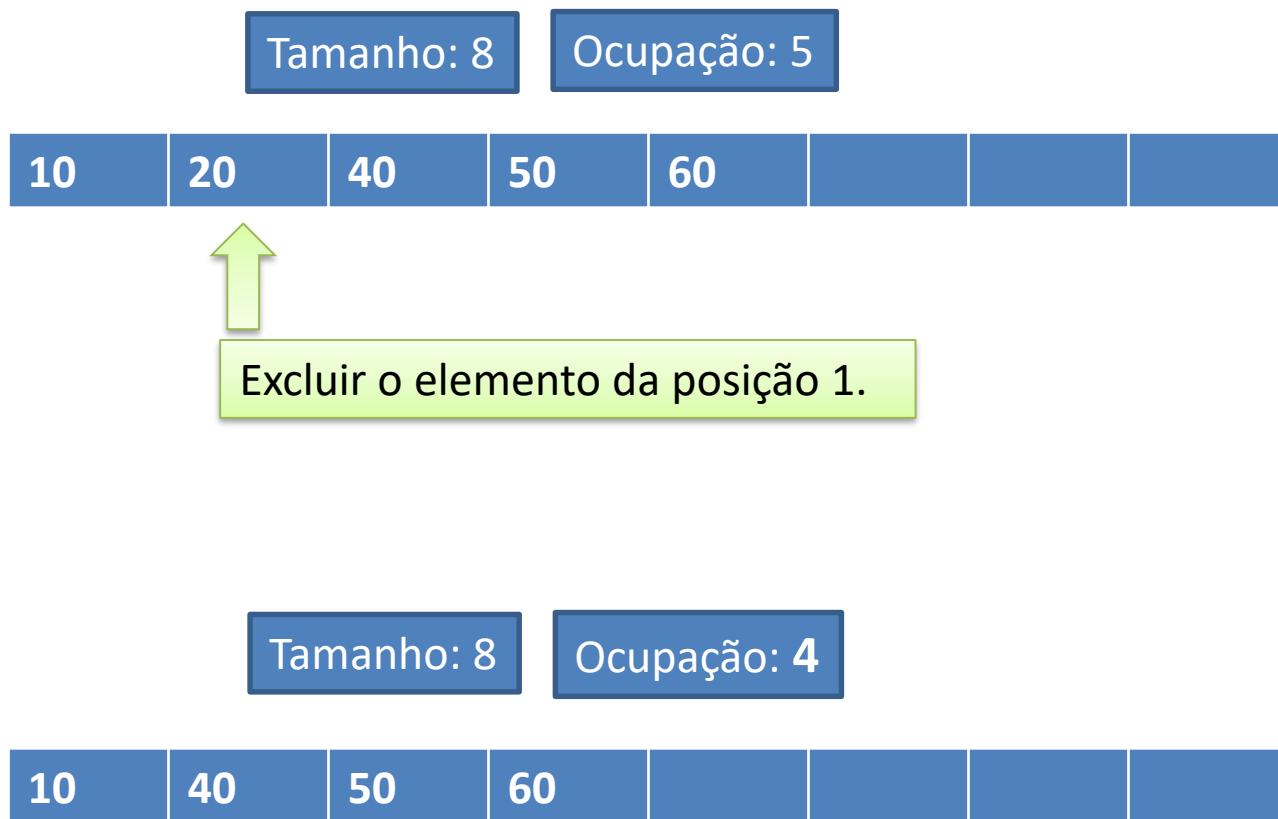 Tamanho: 8 Ocupação: 5
10 20 40 50 60
Excluir o elemento da posição 1.
Tamanho: 8 Ocupação: 4
10 40 50 60